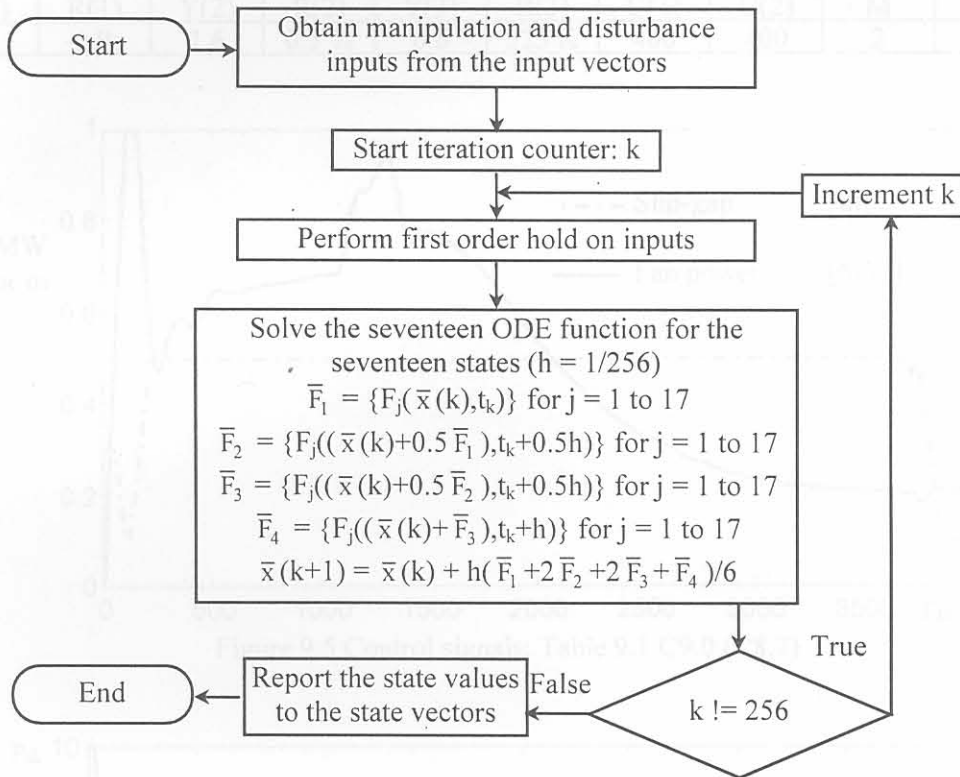 Start
Obtain manipulation and disturbance
inputs from the input vectors
Start iteration counter: k
Increment k
Perform first order hold on inputs
Solve the seventeen ODE function for the
seventeen states (h = 1/256)
F̅₁ = {Fⱼ( x̅ (k),tₖ)} for j = 1 to 17
F̅₂ = {Fⱼ(( x̅ (k)+0.5 F̅₁ ),tₖ+0.5h)} for j = 1 to 17
F̅₃ = {Fⱼ(( x̅ (k)+0.5 F̅₂ ),tₖ+0.5h)} for j = 1 to 17
F̅₄ = {Fⱼ(( x̅ (k)+ F̅₃ ),tₖ+h)} for j = 1 to 17
x̅ (k+1) = x̅ (k) + h( F̅₁ +2 F̅₂ +2 F̅₃ + F̅₄ )/6
True
k != 256
False
Report the state values
to the state vectors
End